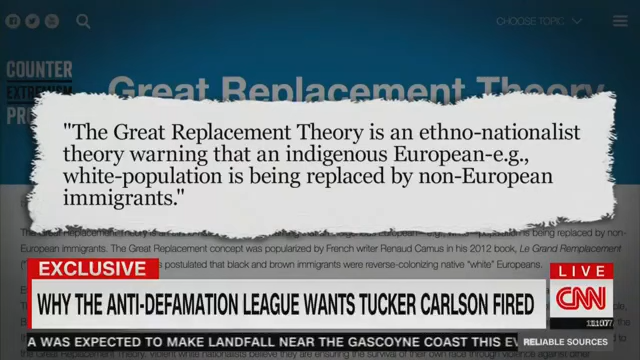 CHOOSE TOPIC
COUNTER
EXTREMISM
Great Replacement Theory
"The Great Replacement Theory is an ethno-nationalist
theory warning that an indigenous European-e.g.,
white-population is being replaced by non-European
immigrants."
European immigrants. The Great Replacement concept was popularized by French writer Renaud Camus in his 2012 book, Le Grand Remplacement
postulated that black and brown immigrants were reverse-colonizing native "white" Europeans.
EXCLUSIVE
WHY THE ANTI-DEFAMATION LEAGUE WANTS TUCKER CARLSON FIRED
LIVE
CNN
A WAS EXPECTED TO MAKE LANDFALL NEAR THE GASCOYNE COAST THIS EV
RELIABLE SOURCES